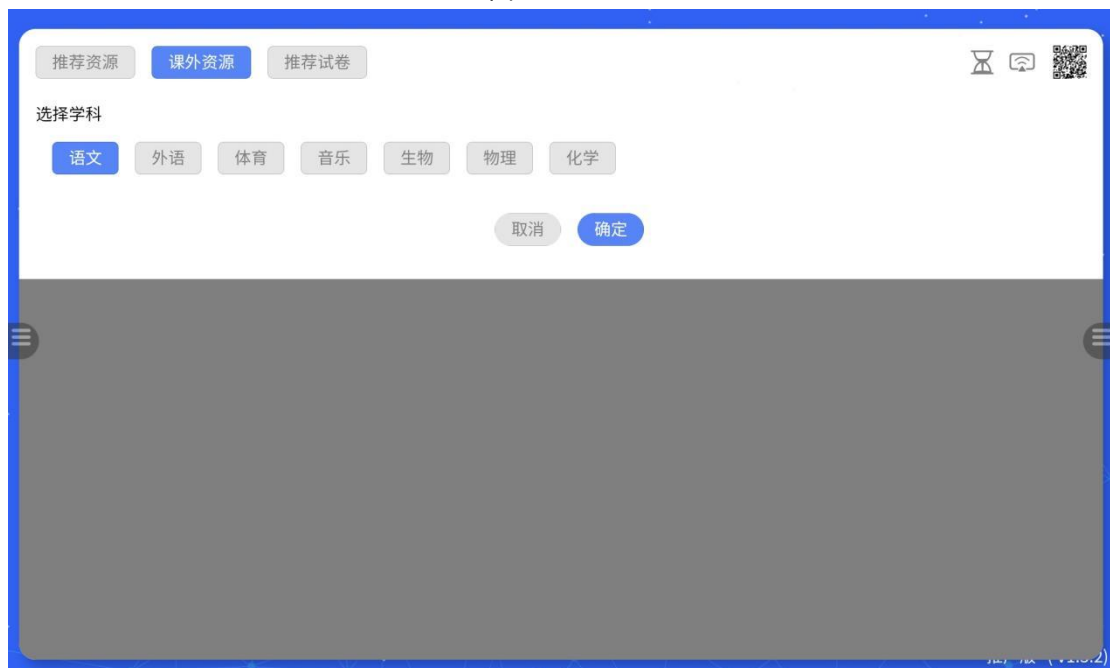 推荐资源 课外资源 推荐试卷
选择学科
语文 外语 体育 音乐 生物 物理 化学
取消 确定